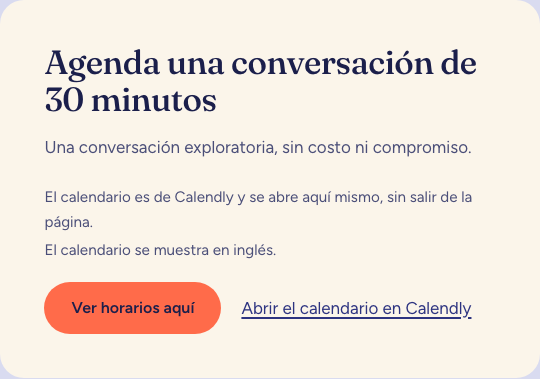 Agenda una conversación de
30 minutos
Una conversación exploratoria, sin costo ni compromiso.
El calendario es de Calendly y se abre aquí mismo, sin salir de la
página.
El calendario se muestra en inglés.
Ver horarios aquí
Abrir el calendario en Calendly